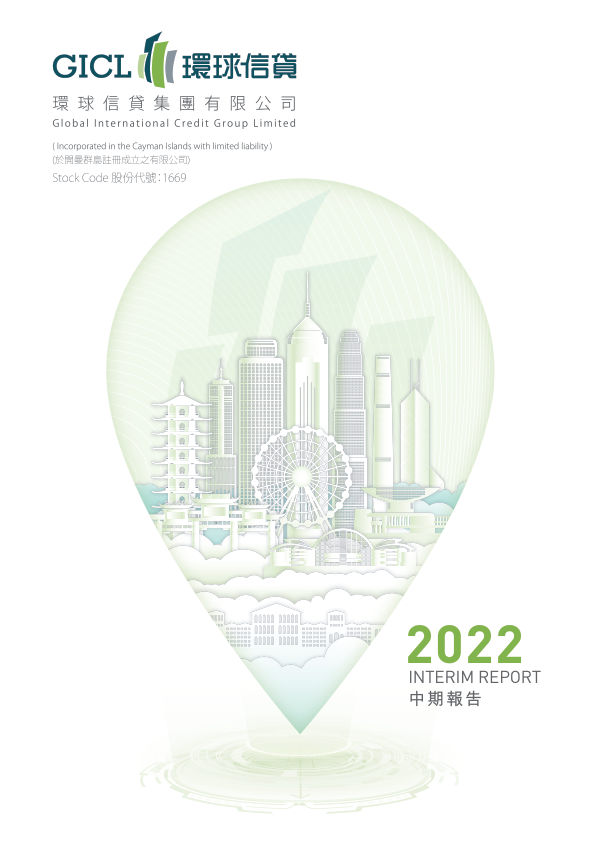 GICL 環球信貸
環球信貸集團有限公司
Global International Credit Group Limited
( Incorporated in the Cayman Islands with limited liability )
(於開曼群島註冊成立之有限公司)
Stock Code 股份代號：1669
2022
INTERIM REPORT
中期報告